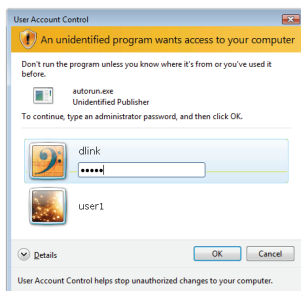 User Account Control
An unidentified program wants access to your computer
Don't run the program unless you know where it's from or you've used it
before.
autorun.exe
Unidentified Publisher
To continue, type an administrator password, and then click OK.
dlink
•••••
user1
Details
OK Cancel
User Account Control helps stop unauthorized changes to your computer.